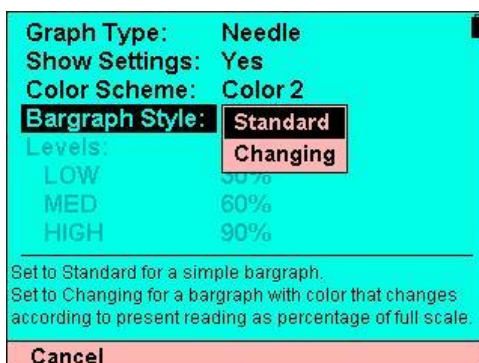 Graph Type: Needle
Show Settings: Yes
Color Scheme: Color 2
Bargraph Style: Standard
Changing
Levels:
LOW 30%
MED 60%
HIGH 90%
Set to Standard for a simple bargraph.
Set to Changing for a bargraph with color that changes
according to present reading as percentage of full scale.
Cancel